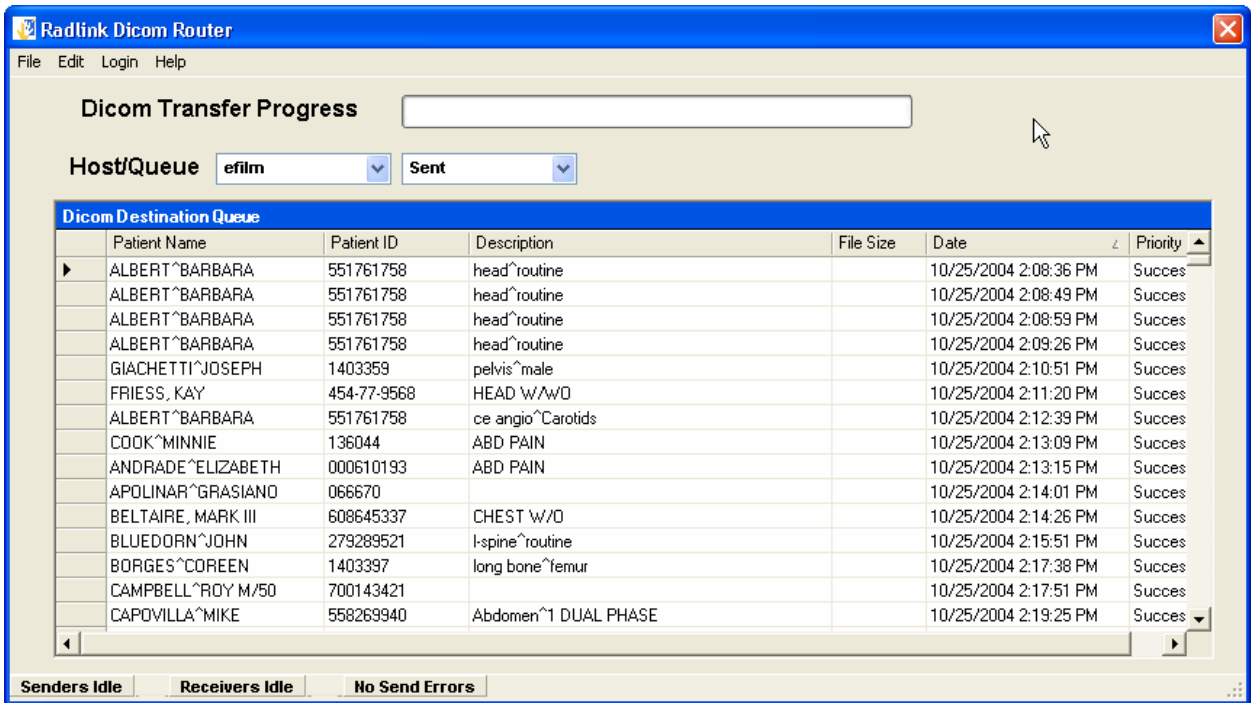 Radlink Dicom Router
File Edit Login Help
Dicom Transfer Progress
Host/Queue efilm Sent
Dicom Destination Queue
Patient Name Patient ID Description File Size Date Priority
ALBERT^BARBARA 551761758 head^routine 10/25/2004 2:08:36 PM Succes
ALBERT^BARBARA 551761758 head^routine 10/25/2004 2:08:49 PM Succes
ALBERT^BARBARA 551761758 head^routine 10/25/2004 2:08:59 PM Succes
ALBERT^BARBARA 551761758 head^routine 10/25/2004 2:09:26 PM Succes
GIACHETTI^JOSEPH 1403359 pelvis^male 10/25/2004 2:10:51 PM Succes
FRIESS, KAY 454-77-9568 HEAD W/WO 10/25/2004 2:11:20 PM Succes
ALBERT^BARBARA 551761758 ce angio^Carotids 10/25/2004 2:12:39 PM Succes
COOK^MINNIE 136044 ABD PAIN 10/25/2004 2:13:09 PM Succes
ANDRADE^ELIZABETH 000610193 ABD PAIN 10/25/2004 2:13:15 PM Succes
APOLINAR^GRASIANO 066670 10/25/2004 2:14:01 PM Succes
BELTAIRE, MARK III 608645337 CHEST W/O 10/25/2004 2:14:26 PM Succes
BLUEDORN^JOHN 279289521 l-spine^routine 10/25/2004 2:15:51 PM Succes
BORGES^COREEN 1403397 long bone^femur 10/25/2004 2:17:38 PM Succes
CAMPBELL^ROY M/50 700143421 10/25/2004 2:17:51 PM Succes
CAPOVILLA^MIKE 558269940 Abdomen^1 DUAL PHASE 10/25/2004 2:19:25 PM Succes
Senders Idle Receivers Idle No Send Errors